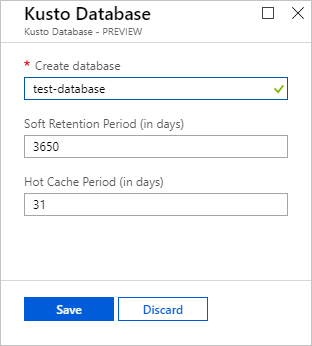 Kusto Database
Kusto Database - PREVIEW
* Create database
test-database
Soft Retention Period (in days)
3650
Hot Cache Period (in days)
31
Save Discard